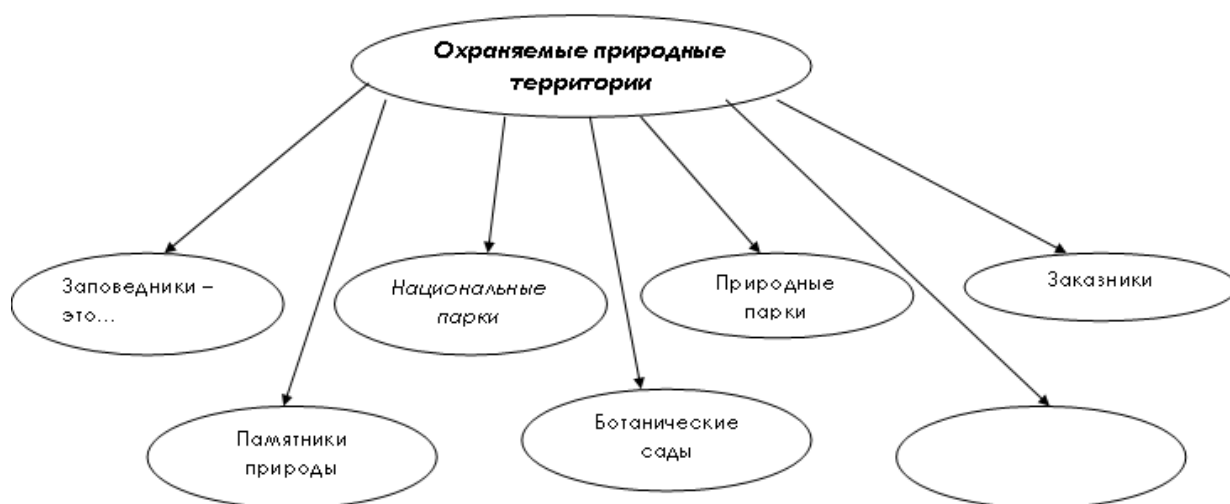 Охраняемые природные
территории
Заповедники –
это...
Национальные
парки
Природные
парки
Заказники
Памятники
природы
Ботанические
сады